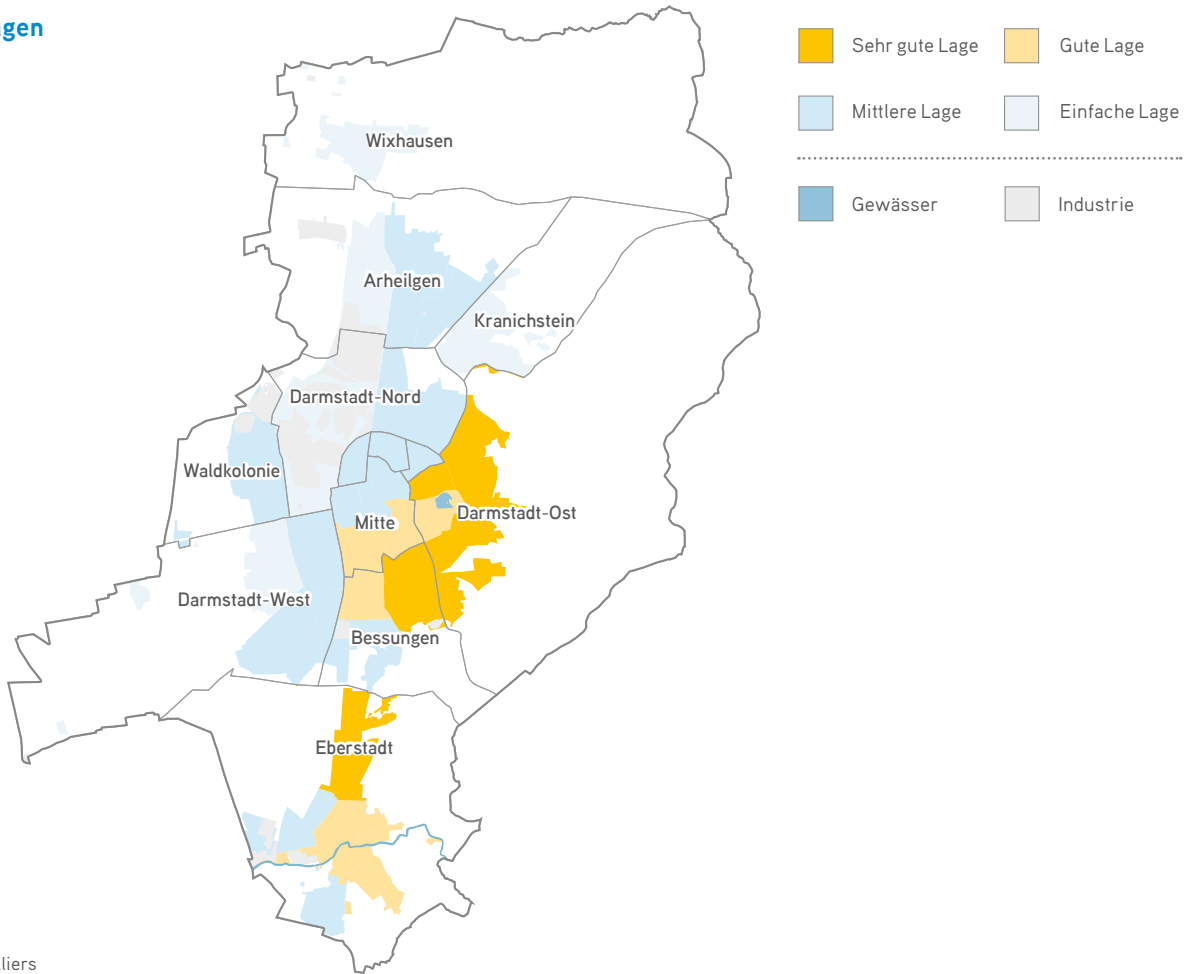 gen
Sehr gute Lage
Gute Lage
Mittlere Lage
Einfache Lage
Gewässer
Industrie
Wixhausen
Arheilgen
Kranichstein
Darmstadt-Nord
Waldkolonie
Mitte
Darmstadt-Ost
Darmstadt-West
Bessungen
Eberstadt
lliers